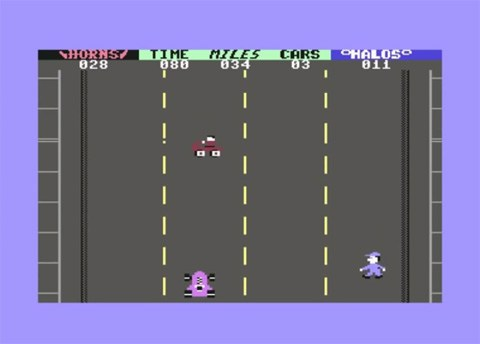 HORNS TIME MILES CARS HALOS
028 080 034 03 011